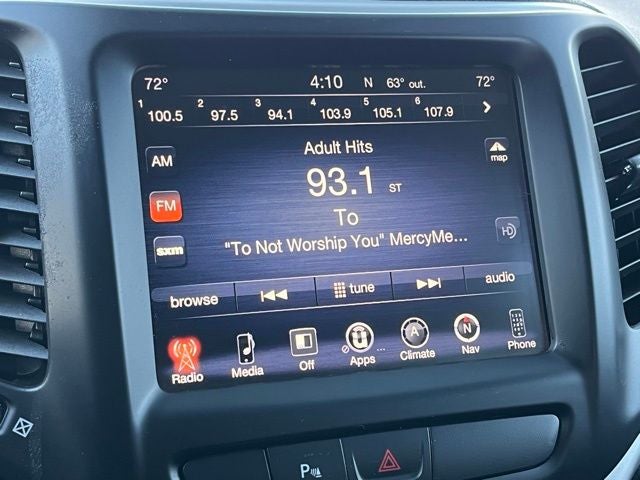 72° 4:10 N 63° out. 72°
1 100.5 2 97.5 3 94.1 4 103.9 5 105.1 6 107.9
Adult Hits
AM
map
93.1 ST
FM
To
HD
sxm
"To Not Worship You" MercyMe...
browse tune audio
Radio Media Off Apps ... A Climate N Nav Phone
P